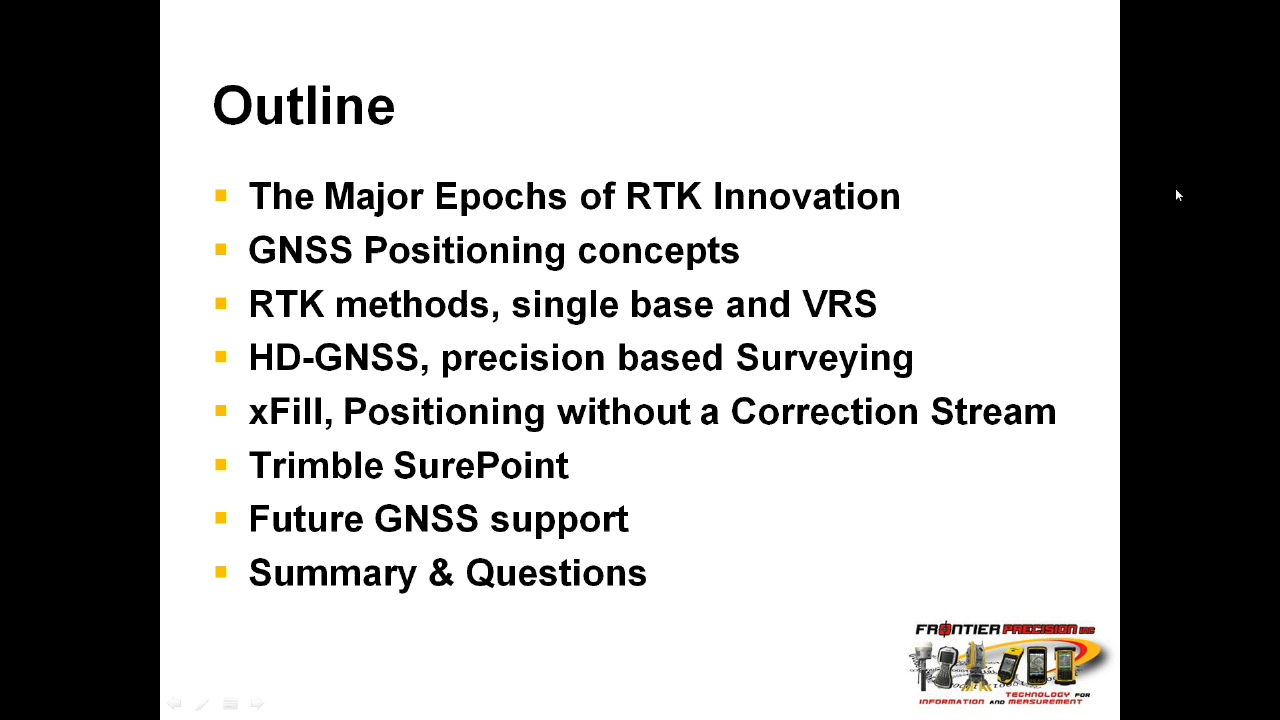 Outline
The Major Epochs of RTK Innovation
GNSS Positioning concepts
RTK methods, single base and VRS
HD-GNSS, precision based Surveying
xFill, Positioning without a Correction Stream
Trimble SurePoint
Future GNSS support
Summary & Questions
FRONTIER PRECISION INC
TECHNOLOGY FOR
INFORMATION AND MEASUREMENT